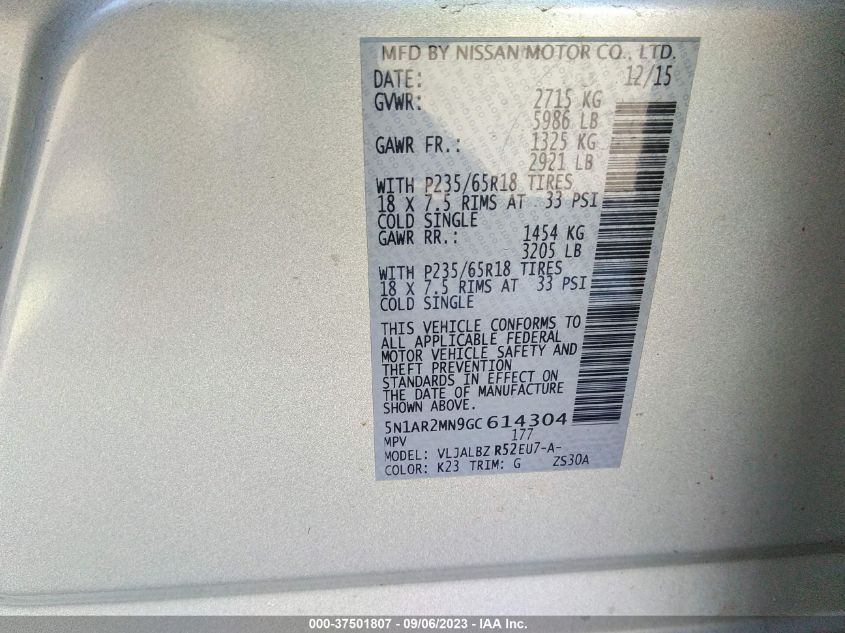 MFD BY NISSAN MOTOR CO., LTD.
DATE: 12/15
GVWR: 2715 KG
5986 LB
GAWR FR.: 1325 KG
2921 LB
WITH P235/65R18 TIRES
18 X 7.5 RIMS AT 33 PSI
COLD SINGLE
GAWR RR.: 1454 KG
3205 LB
WITH P235/65R18 TIRES
18 X 7.5 RIMS AT 33 PSI
COLD SINGLE
THIS VEHICLE CONFORMS TO
ALL APPLICABLE FEDERAL
MOTOR VEHICLE SAFETY AND
THEFT PREVENTION
STANDARDS IN EFFECT ON
THE DATE OF MANUFACTURE
SHOWN ABOVE.
5N1AR2MN9GC614304
MPV 177
MODEL: VLJALBZ R52EU7-A-
COLOR: K23 TRIM: G ZS30A
000-37501807 - 09/06/2023 - IAA Inc.